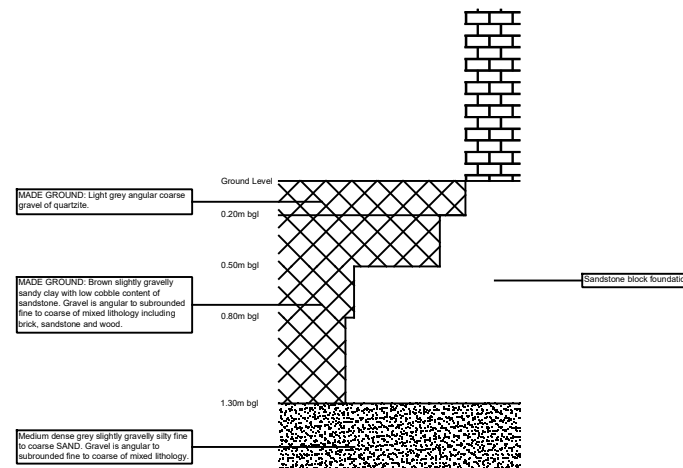 Ground Level
MADE GROUND: Light grey angular coarse
gravel of quartzite.
0.20m bgl
0.50m bgl
MADE GROUND: Brown slightly gravelly
sandy clay with low cobble content of
sandstone. Gravel is angular to subrounded
fine to coarse of mixed lithology including
brick, sandstone and wood.
Sandstone block foundatio
0.80m bgl
1.30m bgl
Medium dense grey slightly gravelly silty fine
to coarse SAND. Gravel is angular to
subrounded fine to coarse of mixed lithology.